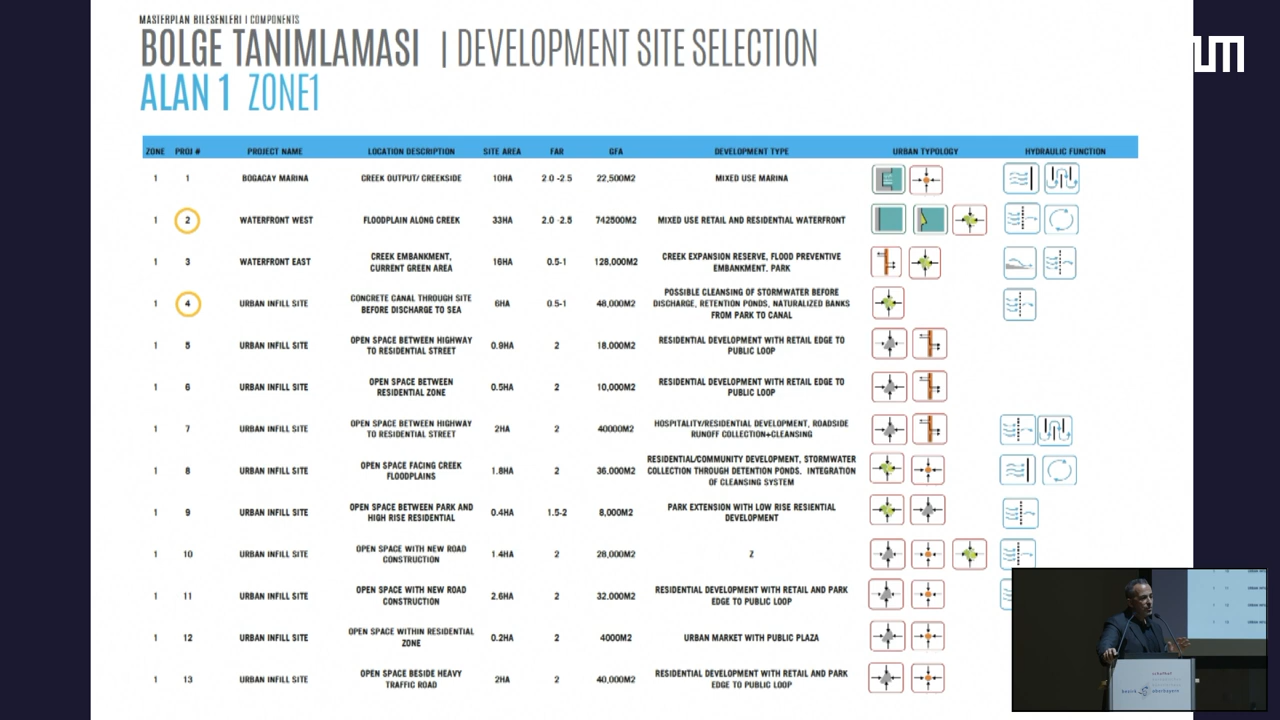 MASTERPLAN BILESENLERI | COMPONENTS
BOLGE TANIMLAMASI | DEVELOPMENT SITE SELECTION
ALAN 1 ZONE1
ZONE PROJ # PROJECT NAME LOCATION DESCRIPTION SITE AREA FAR GFA DEVELOPMENT TYPE URBAN TYPOLOGY HYDRAULIC FUNCTION
1 1 BOGACAY MARINA CREEK OUTPUT/ CREEKSIDE 10HA 2.0 -2.5 22,500M2 MIXED USE MARINA
1 2 WATERFRONT WEST FLOODPLAIN ALONG CREEK 33HA 2.0 -2.5 742500M2 MIXED USE RETAIL AND RESIDENTIAL WATERFRONT
1 3 WATERFRONT EAST CREEK EMBANKMENT, CURRENT GREEN AREA 16HA 0.5-1 128,000M2 CREEK EXPANSION RESERVE, FLOOD PREVENTIVE EMBANKMENT. PARK
1 4 URBAN INFILL SITE CONCRETE CANAL THROUGH SITE BEFORE DISCHARGE TO SEA 6HA 0.5-1 48,000M2 POSSIBLE CLEANSING OF STORMWATER BEFORE DISCHARGE, RETENTION PONDS, NATURALIZED BANKS FROM PARK TO CANAL
1 5 URBAN INFILL SITE OPEN SPACE BETWEEN HIGHWAY TO RESIDENTIAL STREET 0.9HA 2 18.000M2 RESIDENTIAL DEVELOPMENT WITH RETAIL EDGE TO PUBLIC LOOP
1 6 URBAN INFILL SITE OPEN SPACE BETWEEN RESIDENTIAL ZONE 0.5HA 2 10,000M2 RESIDENTIAL DEVELOPMENT WITH RETAIL EDGE TO PUBLIC LOOP
1 7 URBAN INFILL SITE OPEN SPACE BETWEEN HIGHWAY TO RESIDENTIAL STREET 2HA 2 40000M2 HOSPITALITY/RESIDENTIAL DEVELOPMENT, ROADSIDE RUNOFF COLLECTION+CLEANSING
1 8 URBAN INFILL SITE OPEN SPACE FACING CREEK FLOODPLAINS 1.8HA 2 36.000M2 RESIDENTIAL/COMMUNITY DEVELOPMENT, STORMWATER COLLECTION THROUGH DETENTION PONDS. INTEGRATION OF CLEANSING SYSTEM
1 9 URBAN INFILL SITE OPEN SPACE BETWEEN PARK AND HIGH RISE RESIDENTIAL 0.4HA 1.5-2 8,000M2 PARK EXTENSION WITH LOW RISE RESIENTIAL DEVELOPMENT
1 10 URBAN INFILL SITE OPEN SPACE WITH NEW ROAD CONSTRUCTION 1.4HA 2 28,000M2 Z
1 11 URBAN INFILL SITE OPEN SPACE WITH NEW ROAD CONSTRUCTION 2.6HA 2 32.000M2 RESIDENTIAL DEVELOPMENT WITH RETAIL AND PARK EDGE TO PUBLIC LOOP
1 12 URBAN INFILL SITE OPEN SPACE WITHIN RESIDENTIAL ZONE 0.2HA 2 4000M2 URBAN MARKET WITH PUBLIC PLAZA
1 13 URBAN INFILL SITE OPEN SPACE BESIDE HEAVY TRAFFIC ROAD 2HA 2 40,000M2 RESIDENTIAL DEVELOPMENT WITH RETAIL AND PARK EDGE TO PUBLIC LOOP